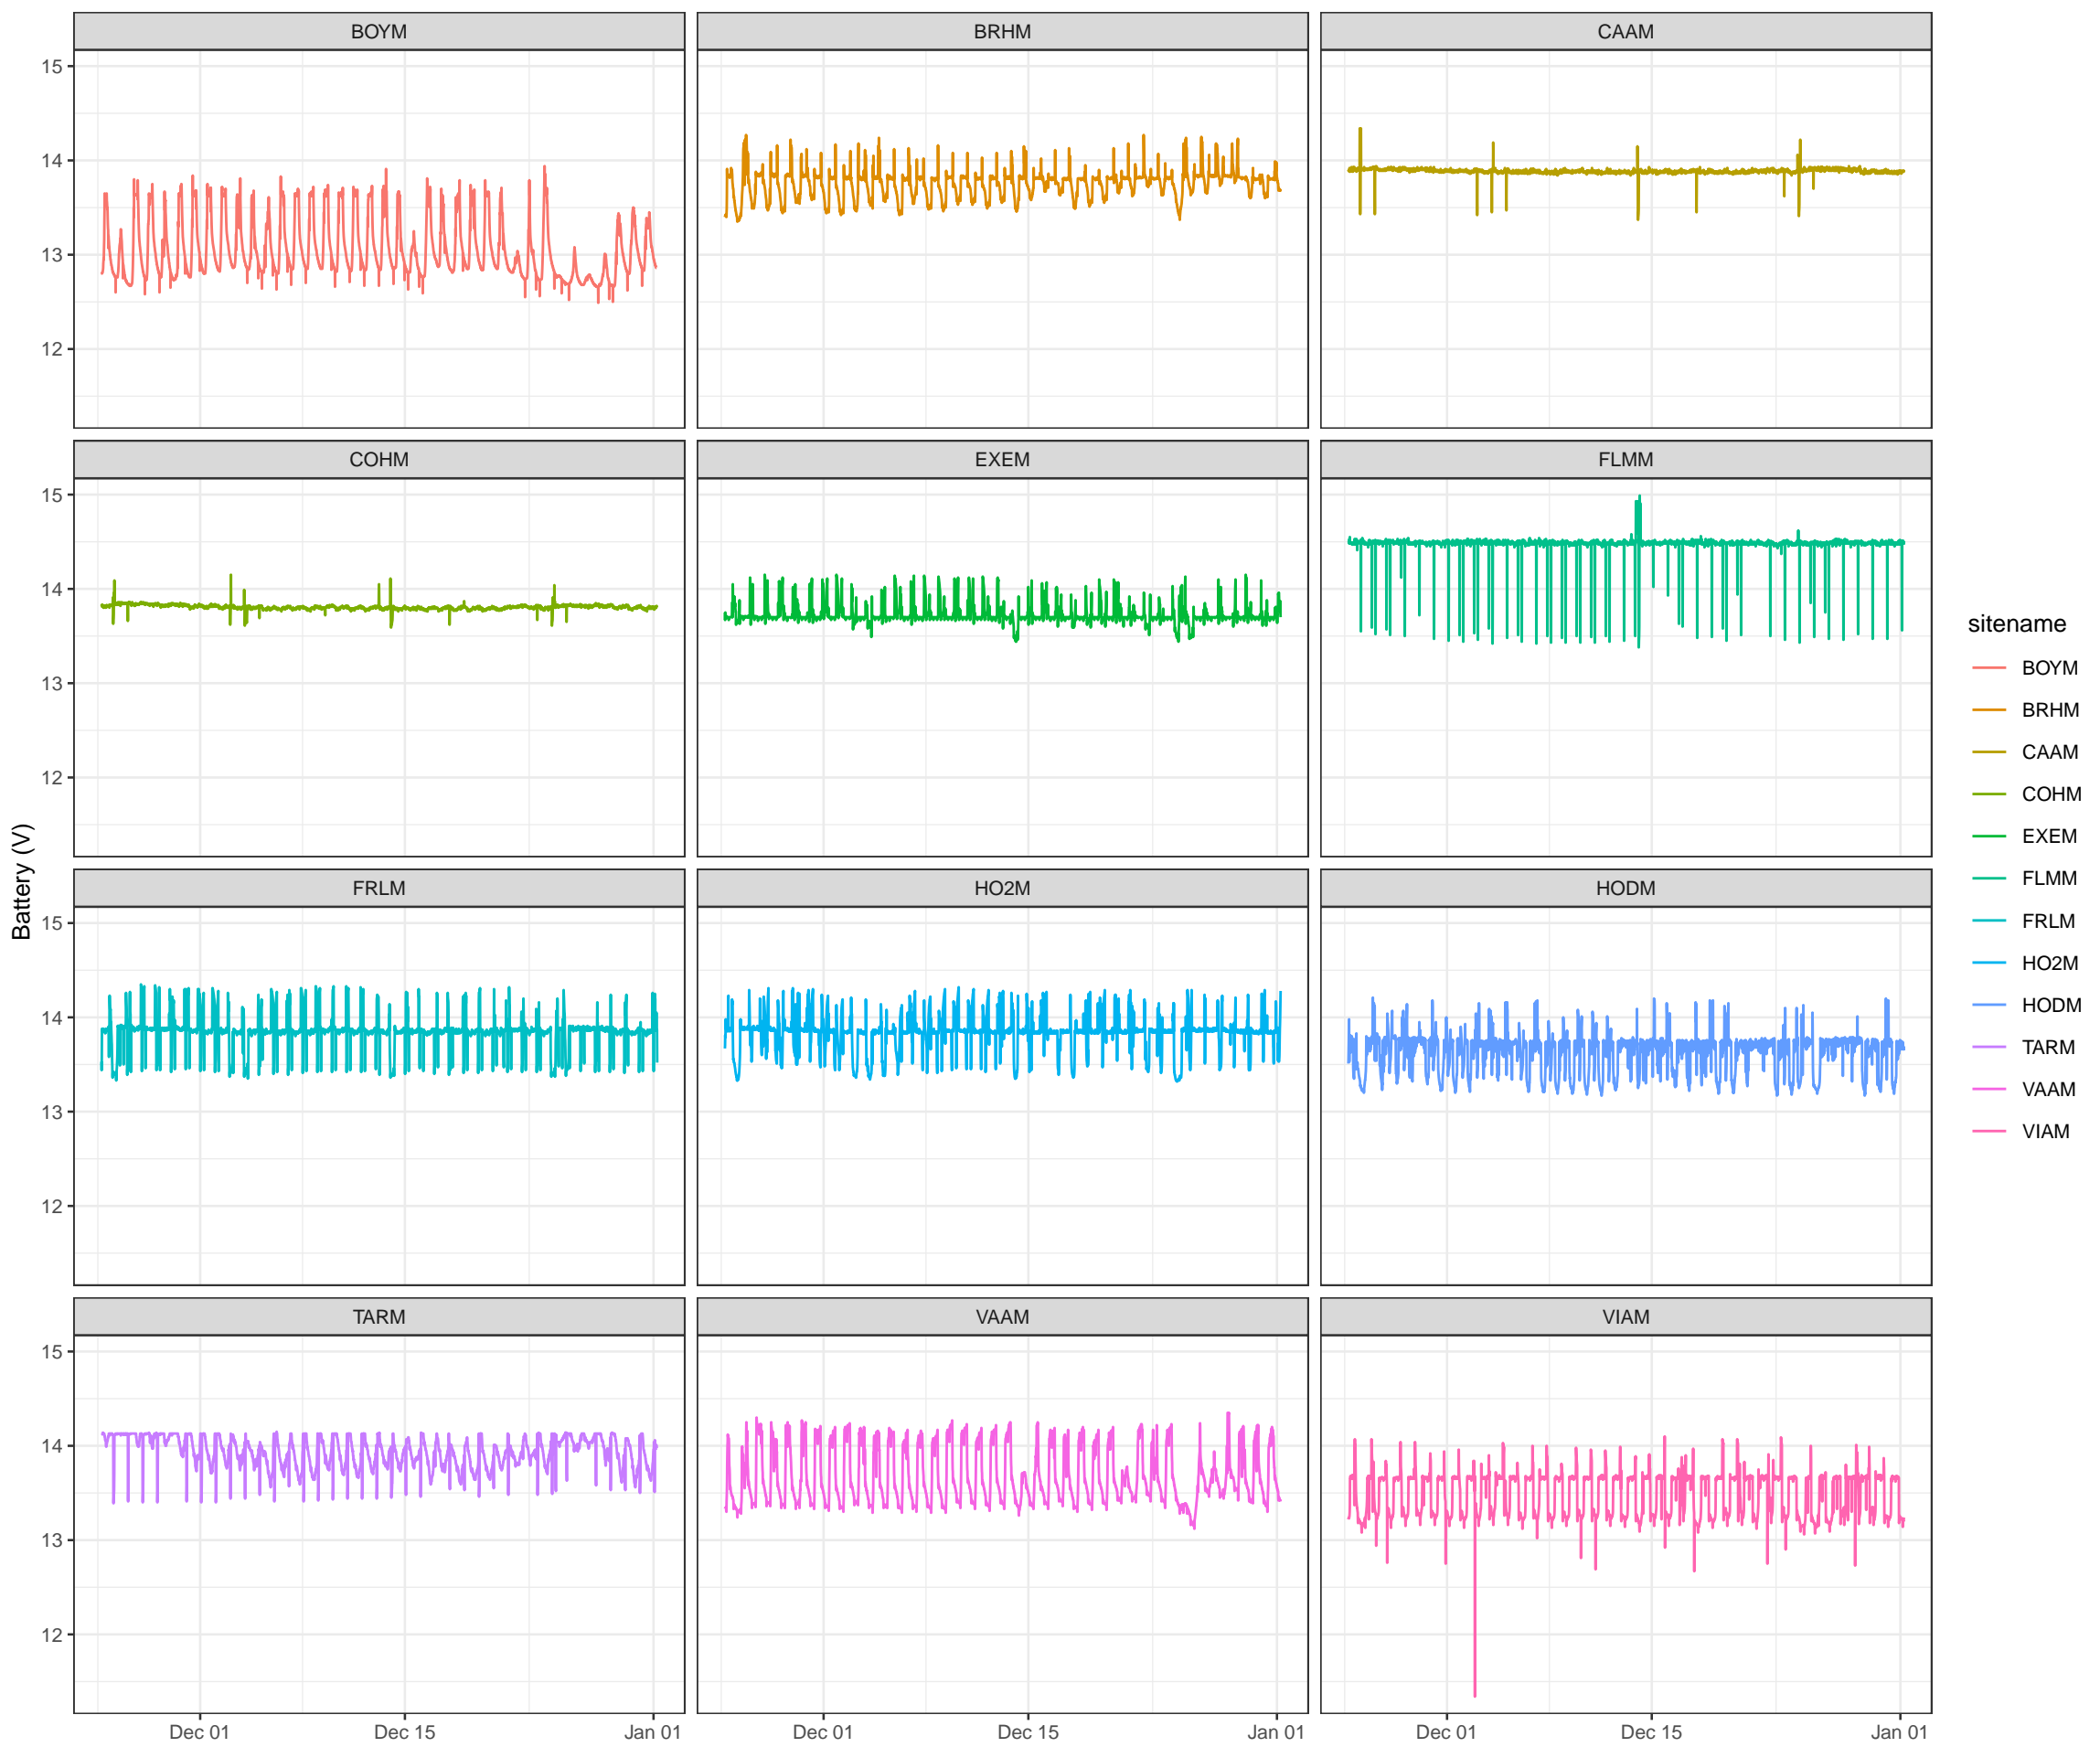 BOYM BRHM CAAM
15
14
13
12
COHM EXEM FLMM
15
14
13
12
Battery (V)
FRLM HO2M HODM
15
14
13
12
TARM VAAM VIAM
15
14
13
12
Dec 01 Dec 15 Jan 01 Dec 01 Dec 15 Jan 01 Dec 01 Dec 15 Jan 01
sitename
BOYM
BRHM
CAAM
COHM
EXEM
FLMM
FRLM
HO2M
HODM
TARM
VAAM
VIAM